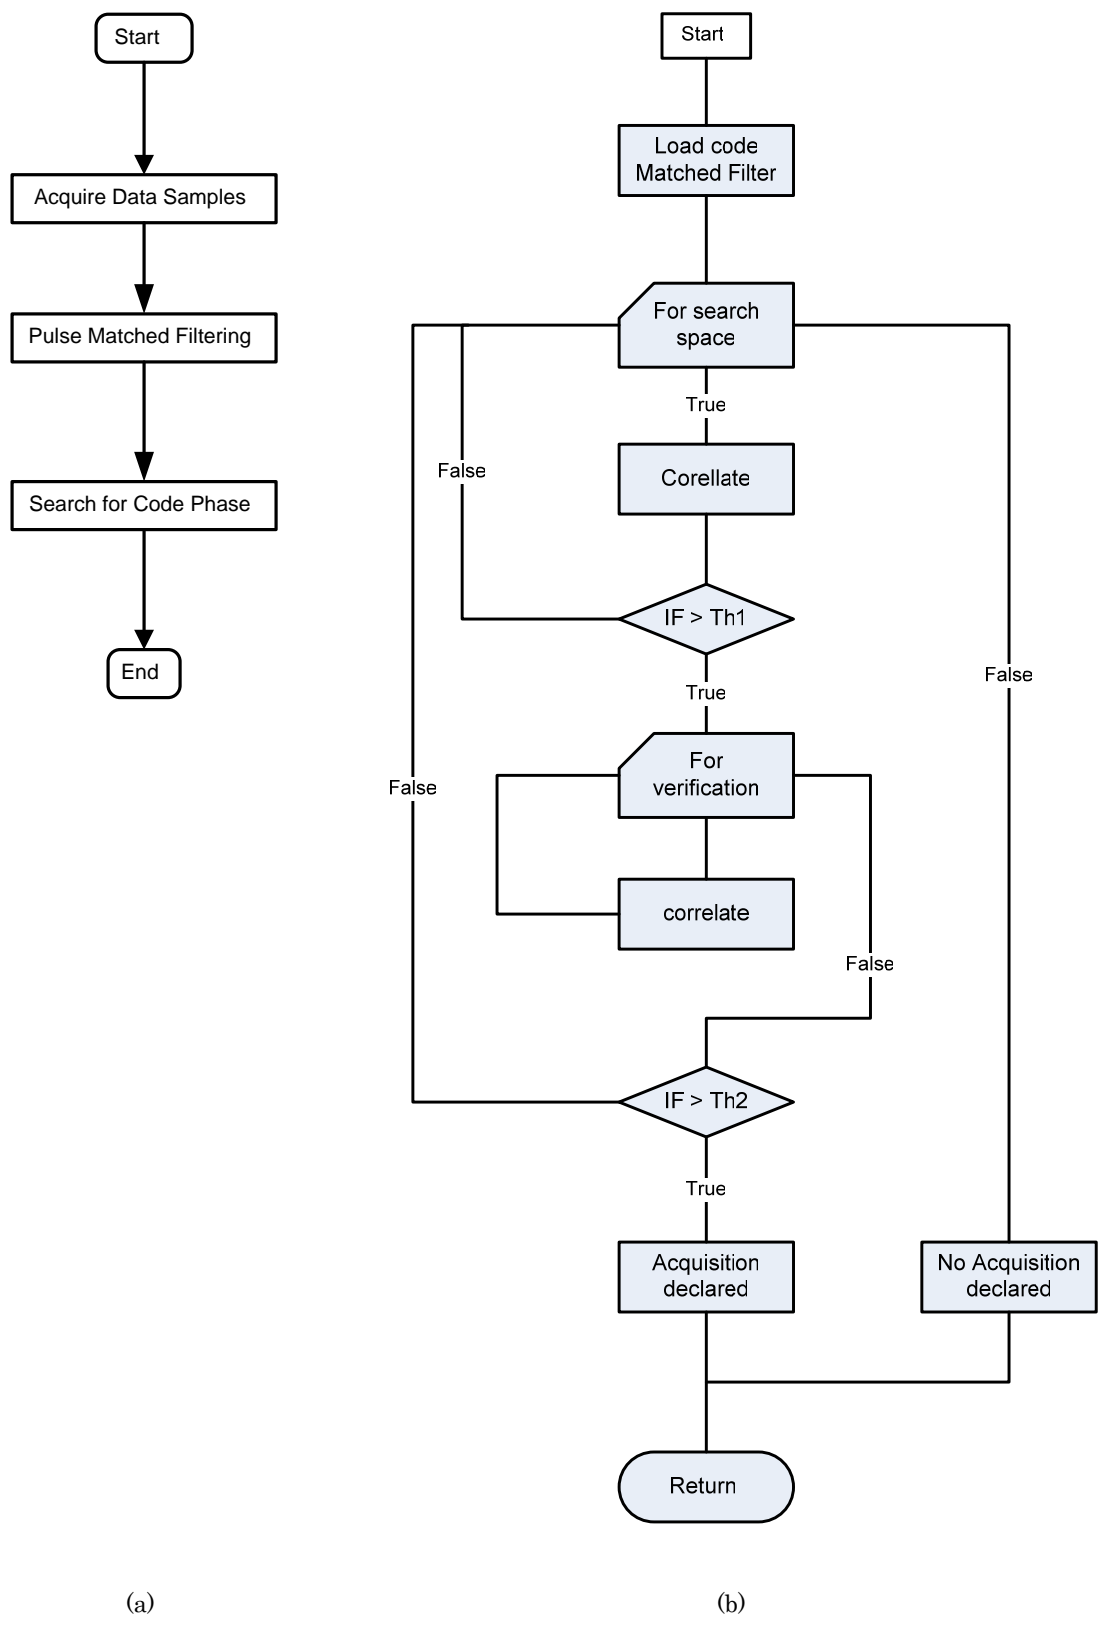 Start
Acquire Data Samples
Pulse Matched Filtering
Search for Code Phase
End
(a)
Start
Load code
Matched Filter
For search
space
True
False
Corellate
IF > Th1
False
True
For
verification
False
correlate
False
IF > Th2
True
Acquisition
declared
No Acquisition
declared
Return
(b)